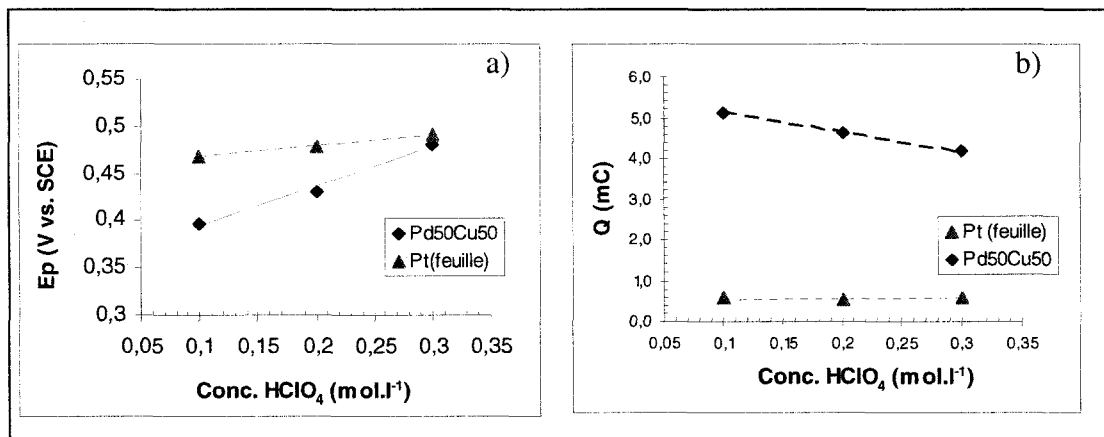 a)
0,55
0,5
0,45
0,4
0,35
0,3
Ep (V vs. SCE)
Pd50Cu50
Pt(feuille)
0,05 0,1 0,15 0,2 0,25 0,3 0,35
Conc. HClO₄ (mol.l⁻¹)
b)
6,0
5,0
4,0
3,0
2,0
1,0
0,0
Q (mC)
Pt (feuille)
Pd50Cu50
0,05 0,1 0,15 0,2 0,25 0,3 0,35
Conc. HClO₄ (mol.l⁻¹)